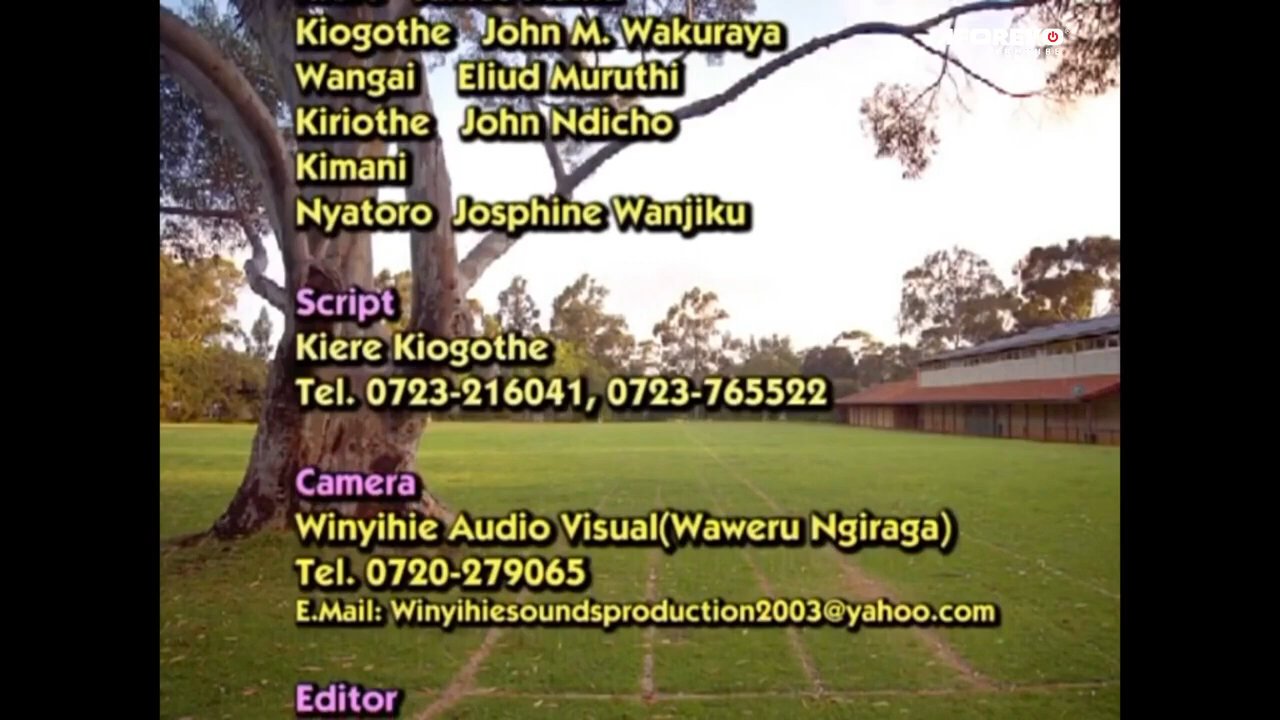 Kiogothe John M. Wakuraya
Wangai Eliud Muruthi
Kiriothe John Ndicho
Kimani
Nyatoro Josphine Wanjiku
Script
Kiere Kiogothe
Tel. 0723-216041, 0723-765522
Camera
Winyihie Audio Visual(Waweru Ngiraga)
Tel. 0720-279065
E.Mail: Winyihiesoundsproduction2003@yahoo.com
Editor